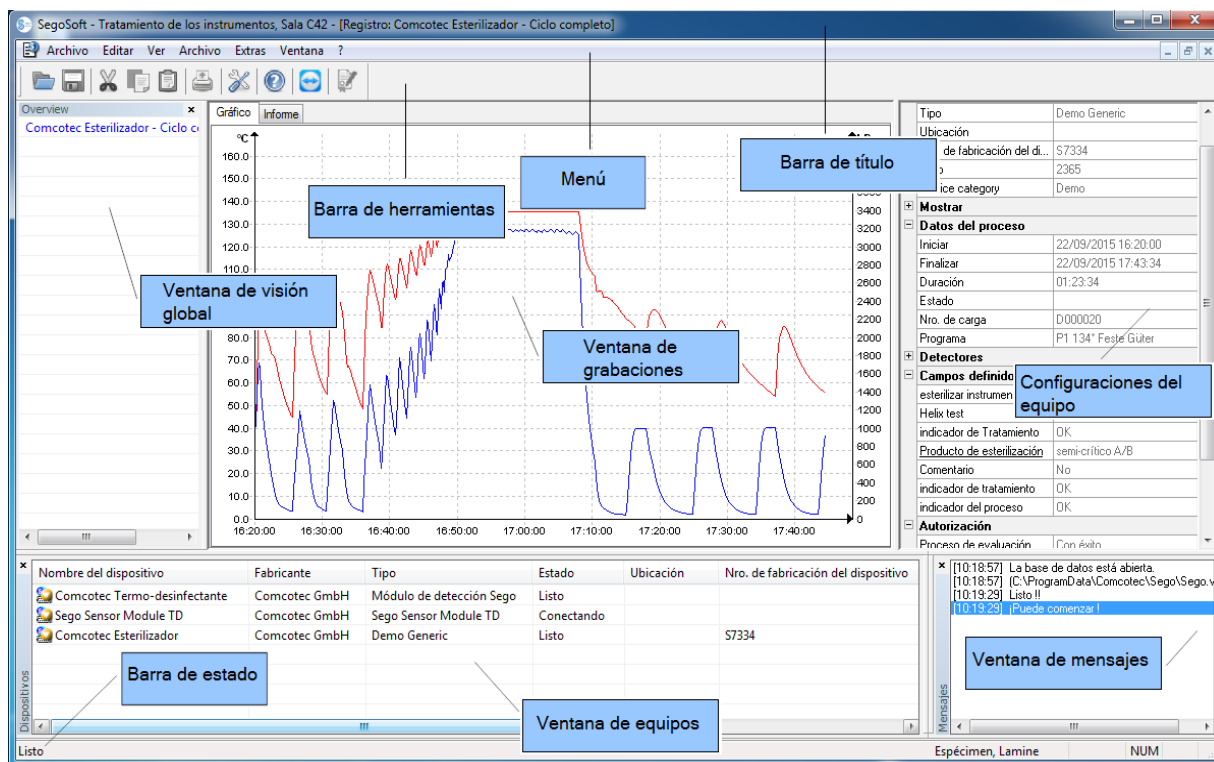 SegoSoft - Tratamiento de los instrumentos, Sala C42 - [Registro: Comcotec Esterilizador - Ciclo completo]
Archivo Editar Ver Archivo Extras Ventana ?
Overview
Comcotec Esterilizador - Ciclo
Gráfico Informe
°C
160.0
150.0
140.0
130.0
120.0
110.0
80.0
70.0
60.0
50.0
40.0
30.0
20.0
10.0
0.0
3400
3200
3000
2800
2600
2400
2200
2000
1800
1600
1400
1200
1000
800
600
400
200
0
16:20:00 16:30:00 16:40:00 16:50:00 17:00:00 17:10:00 17:20:00 17:30:00 17:40:00
Barra de herramientas
Menú
Barra de título
Ventana de visión
global
Ventana de
grabaciones
Configuraciones del
equipo
Tipo Demo Generic
Ubicación
de fabricación del di... S7334
2365
ice category Demo
Mostrar
Datos del proceso
Iniciar 22/09/2015 16:20:00
Finalizar 22/09/2015 17:43:34
Duración 01:23:34
Estado
Nro. de carga D000020
Programa P1 134° Feste Güter
Detectores
Campos definido
esterilizar instrumen
Helix test
indicador de Tratamiento OK
Producto de esterilización semi-crítico A/B
Comentario No
indicador de tratamiento OK
indicador del proceso OK
Autorización
Proceso de evaluación Con éxito
Dispositivos
Nombre del dispositivo Fabricante Tipo Estado Ubicación Nro. de fabricación del dispositivo
Comcotec Termo-desinfectante Comcotec GmbH Módulo de detección Sego Listo
Sego Sensor Module TD Comcotec GmbH Sego Sensor Module TD Conectando
Comcotec Esterilizador Comcotec GmbH Demo Generic Listo S7334
Barra de estado
Ventana de equipos
Mensajes
[10:18:57] La base de datos está abierta.
[10:18:57] (C:\ProgramData\Comcotec\Sego\Sego.v
[10:19:29] Listo !!
[10:19:29] ¡Puede comenzar !
Ventana de mensajes
Listo Espécimen, Lamine NUM